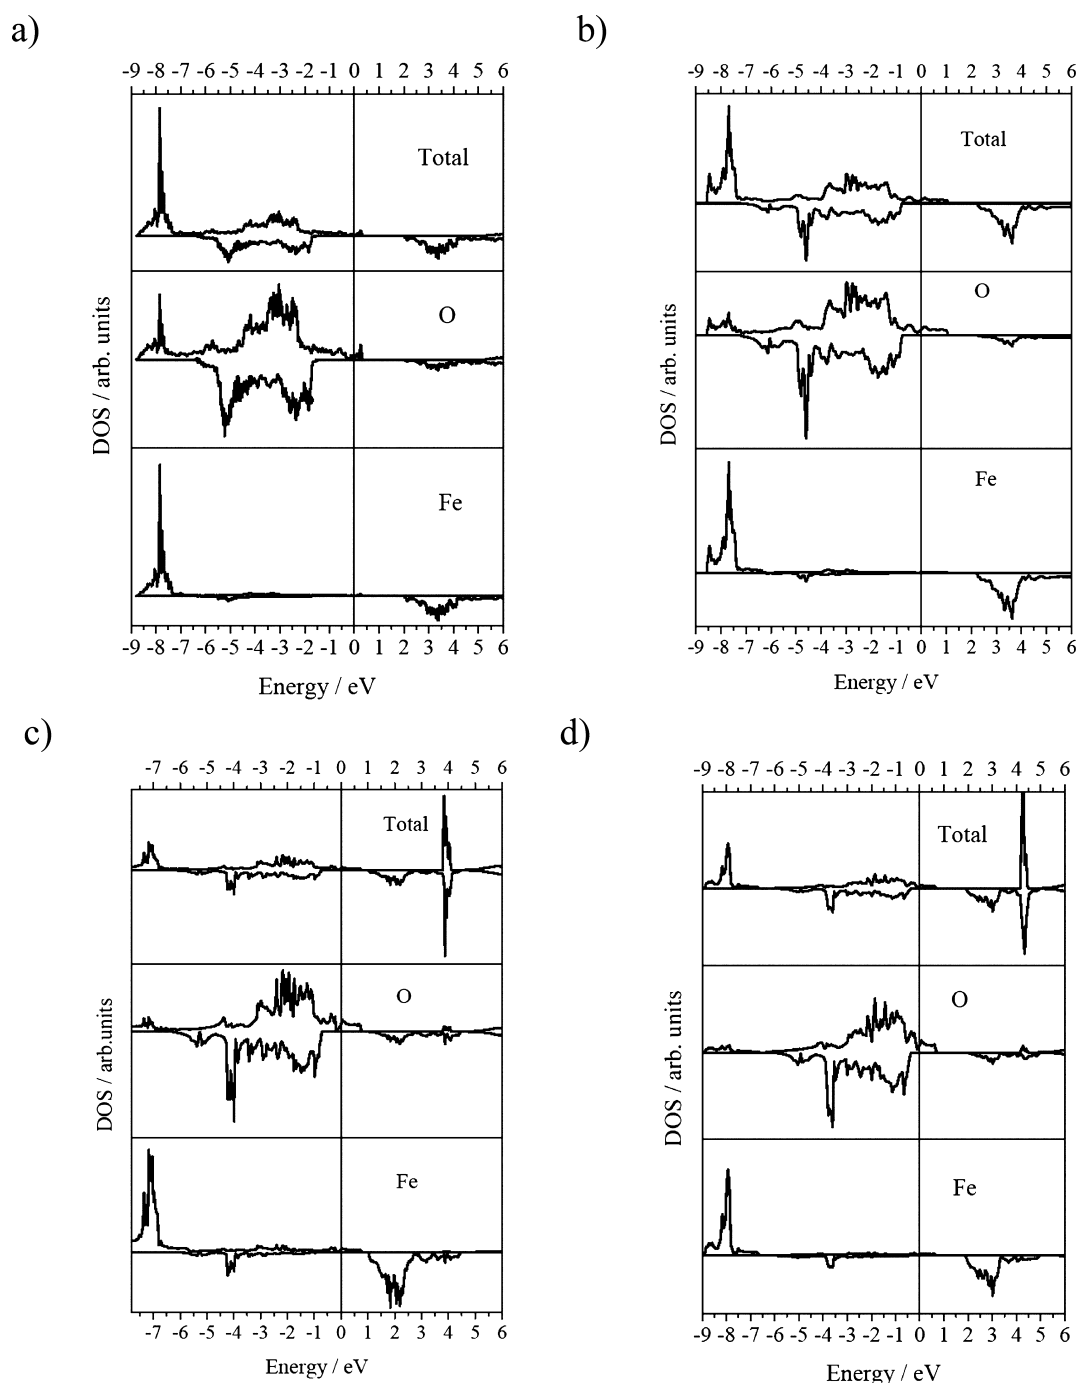 a)
-9 -8 -7 -6 -5 -4 -3 -2 -1 0 1 2 3 4 5 6
Total
O
Fe
DOS / arb. units
-9 -8 -7 -6 -5 -4 -3 -2 -1 0 1 2 3 4 5 6
Energy / eV
b)
-9 -8 -7 -6 -5 -4 -3 -2 -1 0 1 2 3 4 5 6
Total
O
Fe
DOS / arb. units
-9 -8 -7 -6 -5 -4 -3 -2 -1 0 1 2 3 4 5 6
Energy / eV
c)
-7 -6 -5 -4 -3 -2 -1 0 1 2 3 4 5 6
Total
O
Fe
DOS / arb.units
-7 -6 -5 -4 -3 -2 -1 0 1 2 3 4 5 6
Energy / eV
d)
-9 -8 -7 -6 -5 -4 -3 -2 -1 0 1 2 3 4 5 6
Total
O
Fe
DOS / arb. units
-9 -8 -7 -6 -5 -4 -3 -2 -1 0 1 2 3 4 5 6
Energy / eV